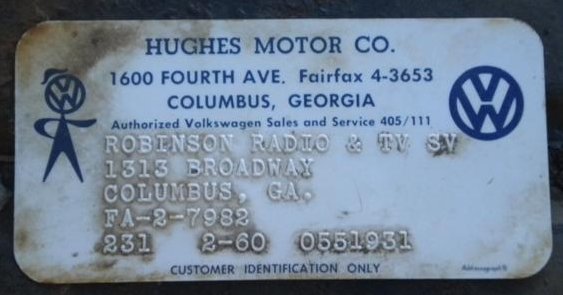 HUGHES MOTOR CO.
1600 FOURTH AVE. Fairfax 4-3653
COLUMBUS, GEORGIA
Authorized Volkswagen Sales and Service 405/111
ROBINSON RADIO & TV SV
1313 BROADWAY
COLUMBUS, GA.
FA-2-7982
231 2-60 0551931
CUSTOMER IDENTIFICATION ONLY
Addressograph®